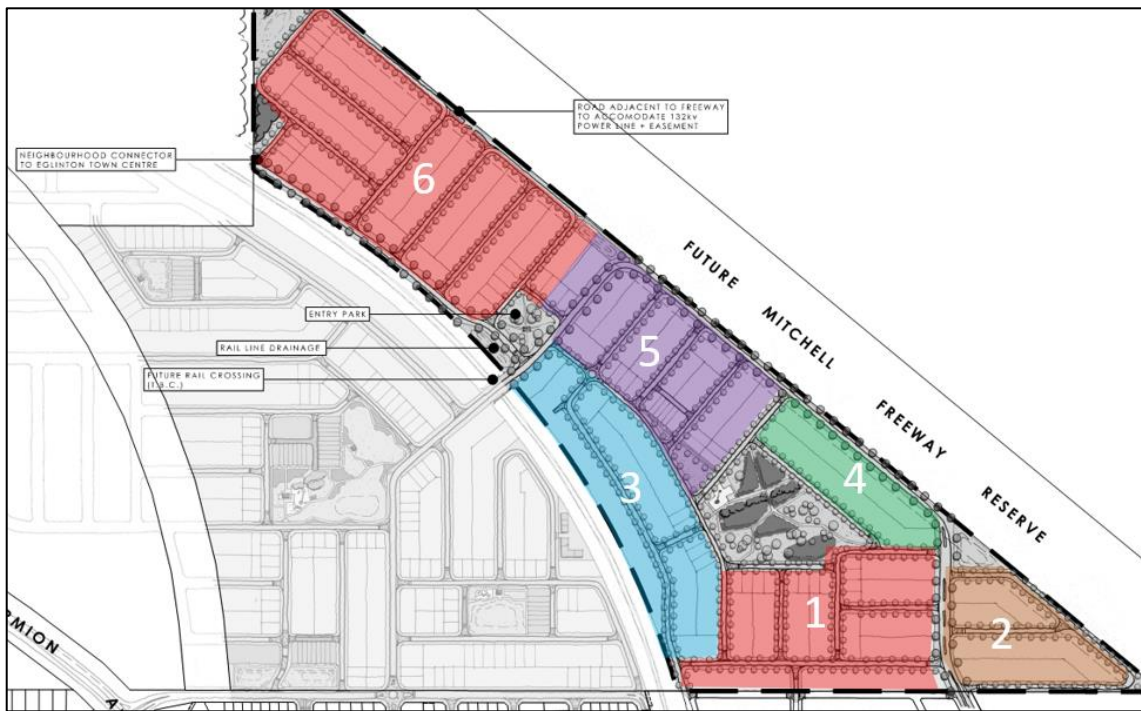 ROAD ADJACENT TO FREEWAY
TO ACCOMODATE 132kv
POWER LINE + EASEMENT
NEIGHBOURHOOD CONNECTOR
TO EGLINTON TOWN CENTRE
6
FUTURE
MITCHELL
FREEWAY
RESERVE
ENTRY PARK
RAIL LINE DRAINAGE
FUTURE RAIL CROSSING
(T.B.C.)
5
3
4
1
2
RMION
A